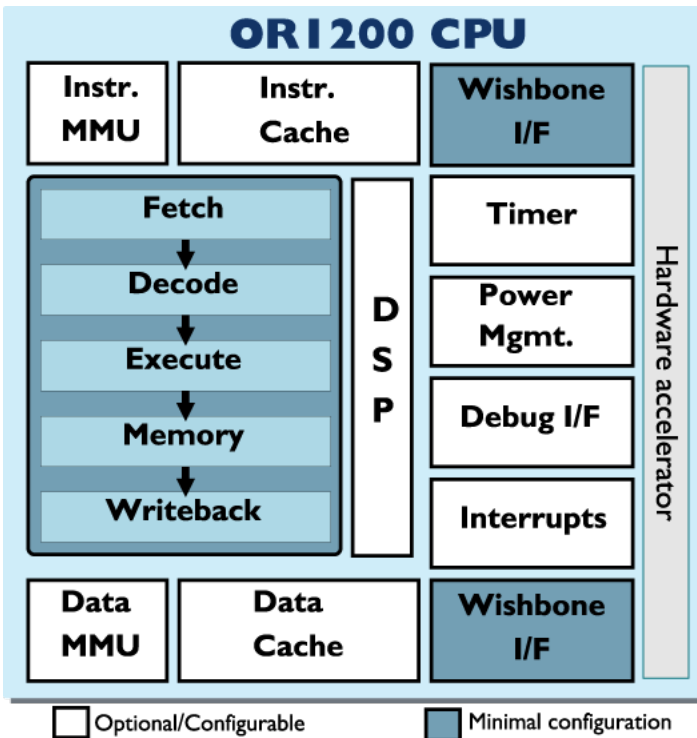 OR1200 CPU
Instr.
MMU
Instr.
Cache
Wishbone
I/F
Fetch
Decode
Execute
Memory
Writeback
D
S
P
Timer
Power
Mgmt.
Debug I/F
Interrupts
Hardware accelerator
Data
MMU
Data
Cache
Wishbone
I/F
Optional/Configurable
Minimal configuration